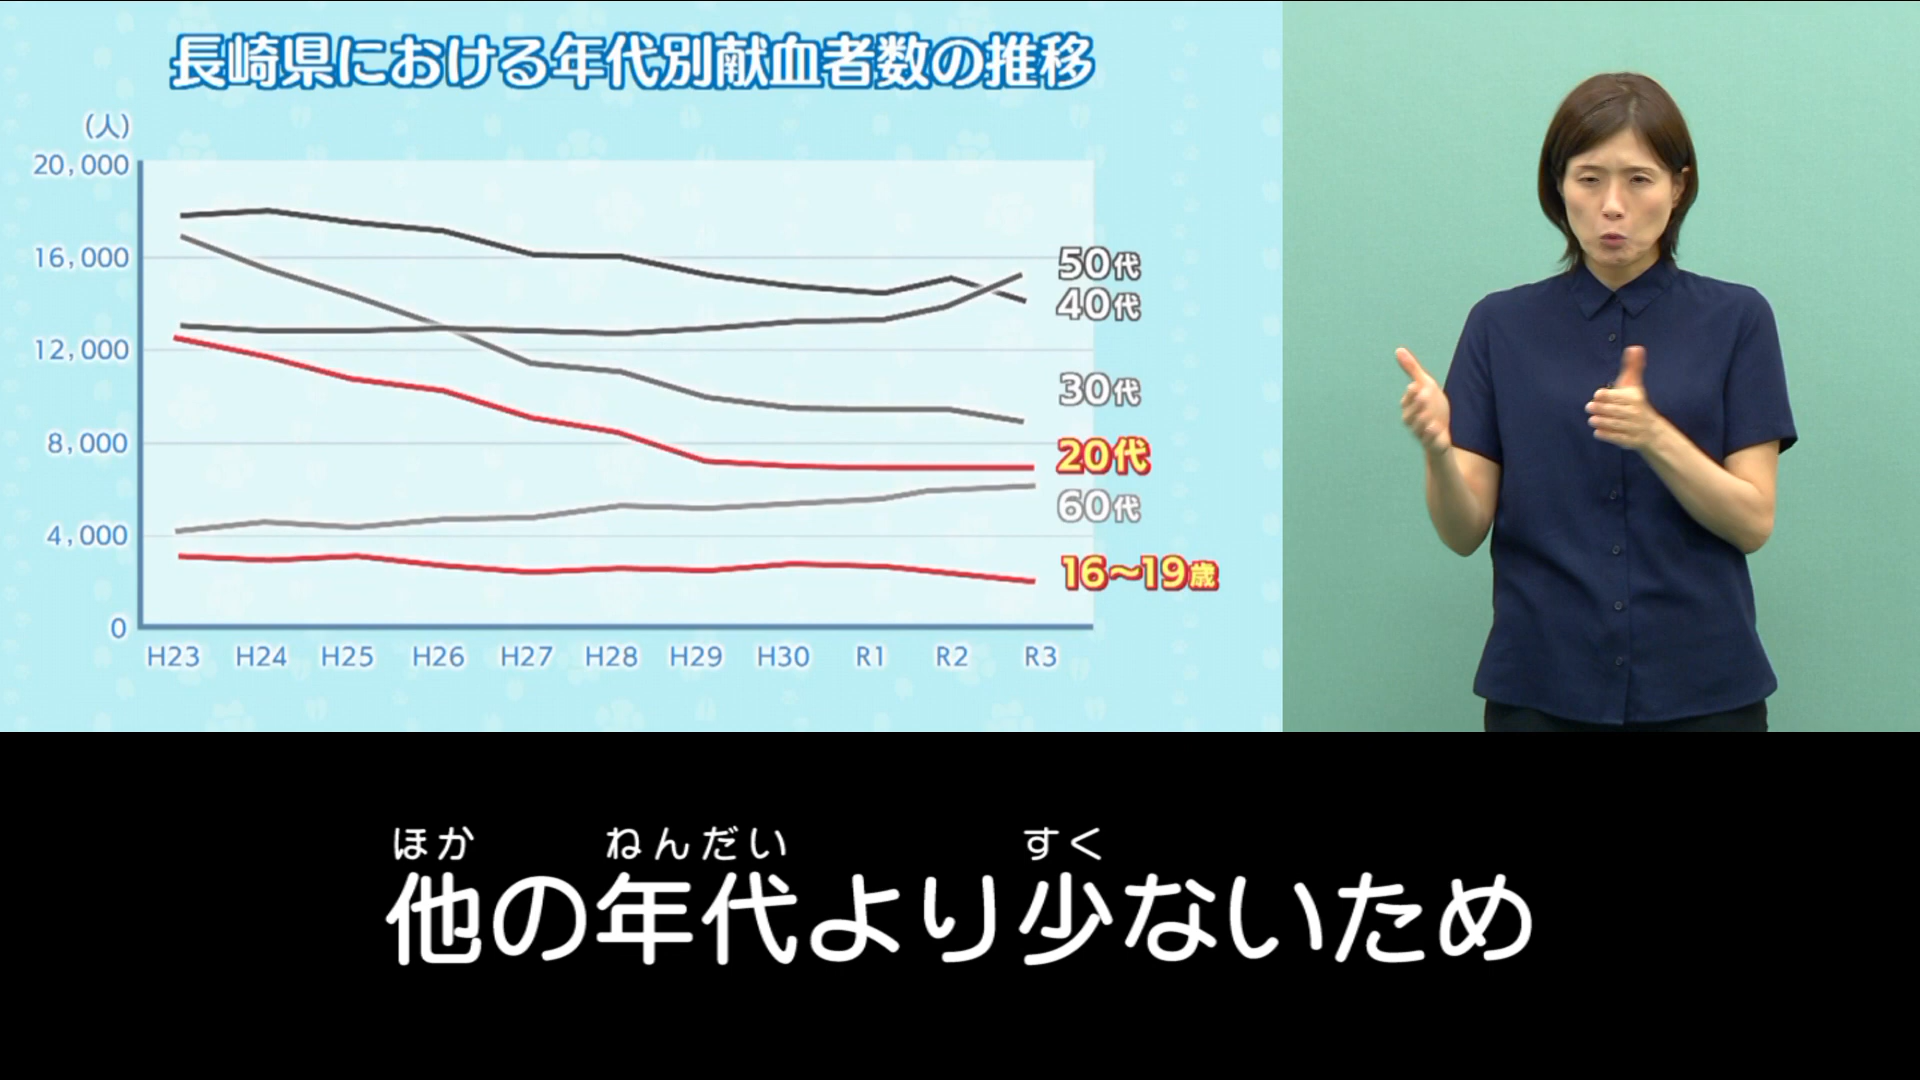 長崎県における年代別献血者数の推移
(人)
20,000
16,000
12,000
8,000
4,000
0
50代
40代
30代
20代
60代
16〜19歳
H23 H24 H25 H26 H27 H28 H29 H30 R1 R2 R3
ほか ねんだい すく
他の年代より少ないため